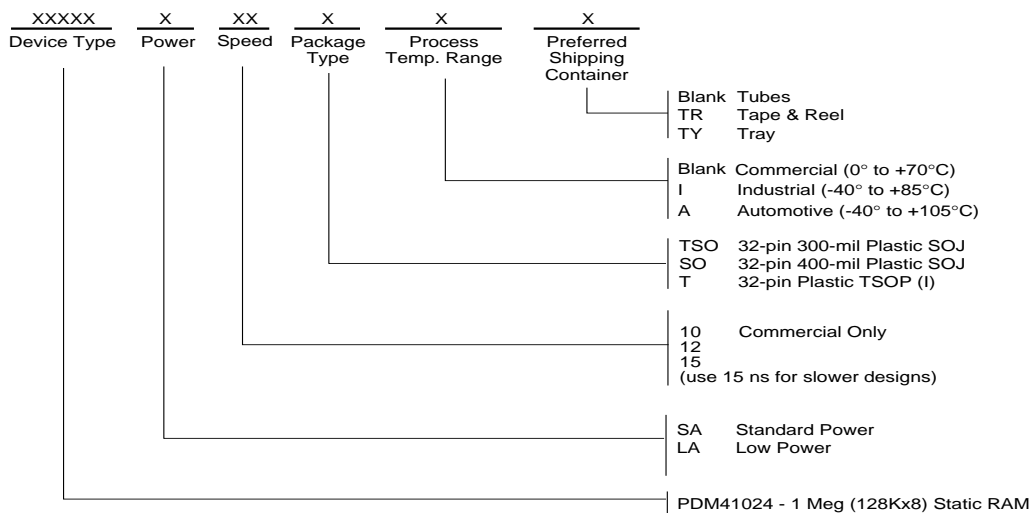 XXXXX X XX X X X
Device Type Power Speed Package Process Preferred
Type Temp. Range Shipping
Container
Blank Tubes
TR Tape & Reel
TY Tray
Blank Commercial (0° to +70°C)
I Industrial (-40° to +85°C)
A Automotive (-40° to +105°C)
TSO 32-pin 300-mil Plastic SOJ
SO 32-pin 400-mil Plastic SOJ
T 32-pin Plastic TSOP (I)
10 Commercial Only
12
15
(use 15 ns for slower designs)
SA Standard Power
LA Low Power
PDM41024 - 1 Meg (128Kx8) Static RAM